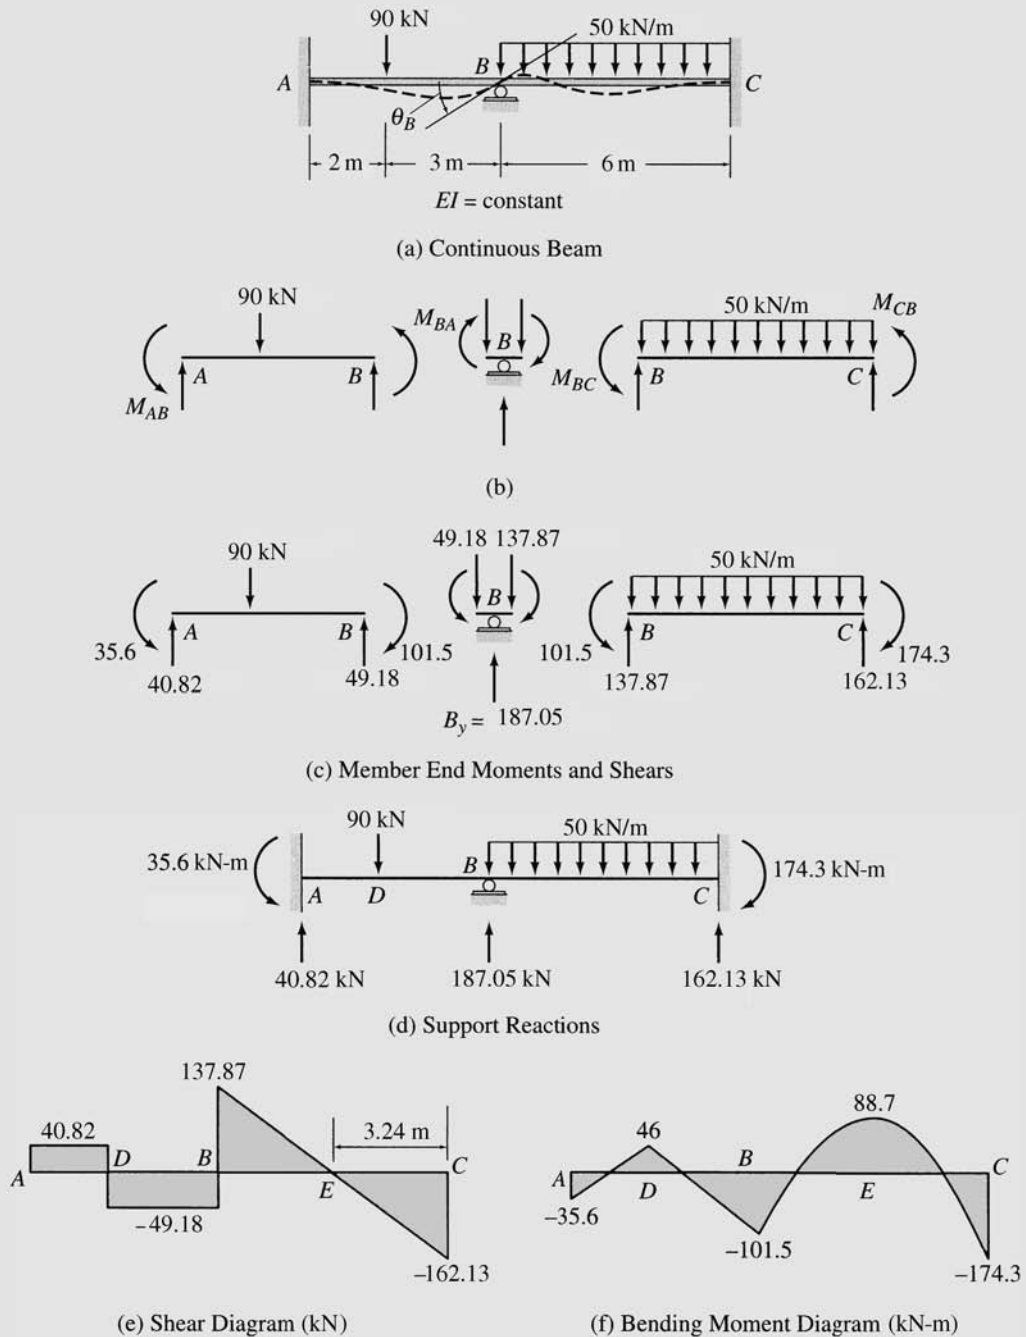 90 kN
50 kN/m
A
B
C
θB
2 m
3 m
6 m
EI = constant
(a) Continuous Beam
90 kN
A
B
MAB
MBA
B
MBC
50 kN/m
MCB
B
C
(b)
90 kN
A
B
35.6
40.82
49.18
101.5
49.18 137.87
B
By = 187.05
50 kN/m
B
C
101.5
137.87
162.13
174.3
(c) Member End Moments and Shears
90 kN
50 kN/m
35.6 kN-m
A
D
B
C
174.3 kN-m
40.82 kN
187.05 kN
162.13 kN
(d) Support Reactions
137.87
40.82
3.24 m
A
D
B
E
C
–49.18
–162.13
(e) Shear Diagram (kN)
88.7
46
A
D
B
E
C
–35.6
–101.5
–174.3
(f) Bending Moment Diagram (kN-m)